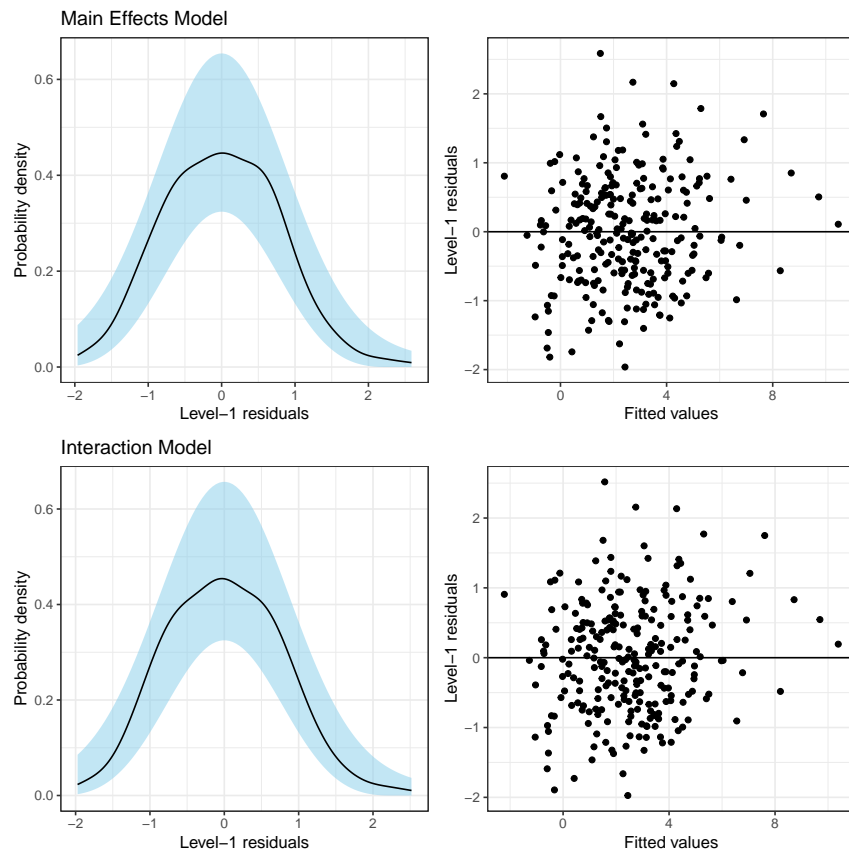 Main Effects Model
0.6
0.4
0.2
0.0
Probability density
−2 −1 0 1 2
Level−1 residuals
2
1
0
−1
−2
Level−1 residuals
0 4 8
Fitted values
Interaction Model
0.6
0.4
0.2
0.0
Probability density
−2 −1 0 1 2
Level−1 residuals
2
1
0
−1
−2
Level−1 residuals
0 4 8
Fitted values